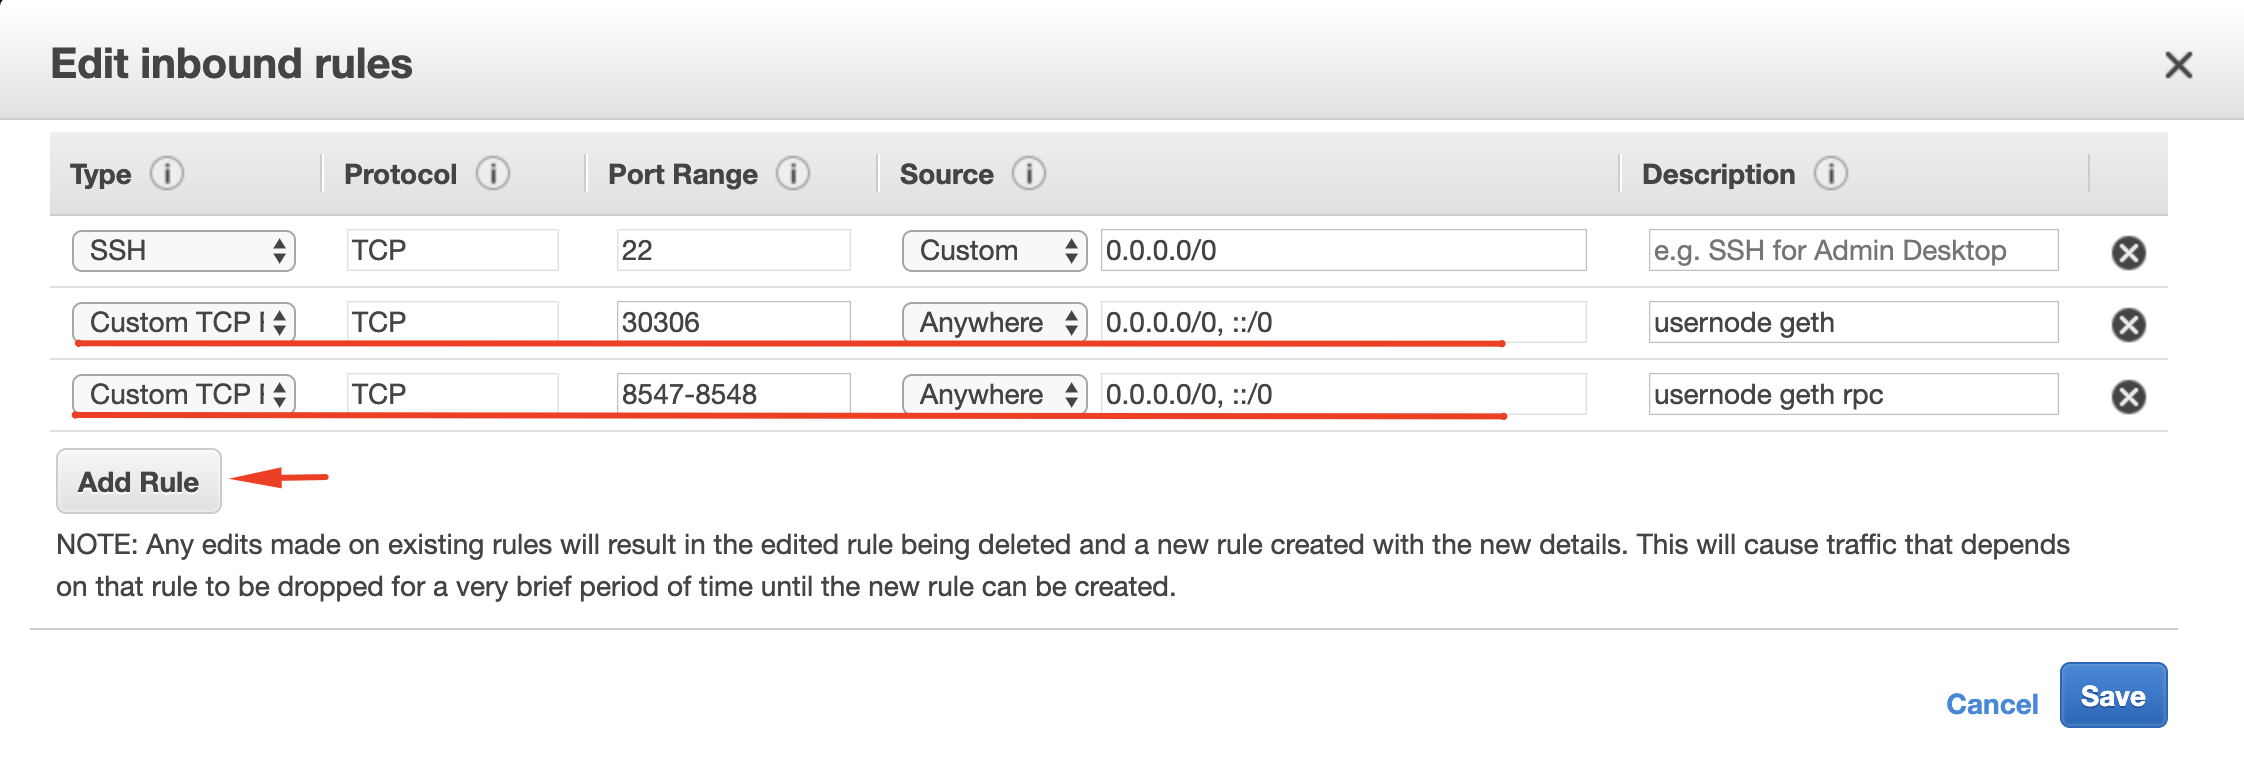 Edit inbound rules
Type Protocol Port Range Source Description
SSH TCP 22 Custom 0.0.0.0/0 e.g. SSH for Admin Desktop
Custom TCP TCP 30306 Anywhere 0.0.0.0/0, ::/0 usernode geth
Custom TCP TCP 8547-8548 Anywhere 0.0.0.0/0, ::/0 usernode geth rpc
Add Rule
NOTE: Any edits made on existing rules will result in the edited rule being deleted and a new rule created with the new details. This will cause traffic that depends
on that rule to be dropped for a very brief period of time until the new rule can be created.
Cancel Save